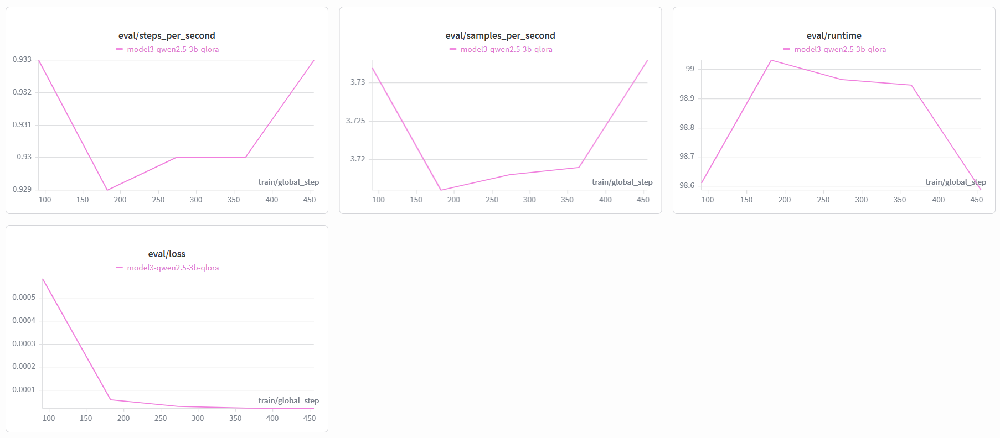 eval/steps_per_second
model3-qwen2.5-3b-qlora
0.933
0.932
0.931
0.93
0.929
train/global_step
100 150 200 250 300 350 400 450
eval/samples_per_second
model3-qwen2.5-3b-qlora
3.73
3.725
3.72
train/global_step
100 150 200 250 300 350 400 450
eval/runtime
model3-qwen2.5-3b-qlora
99
98.9
98.8
98.7
98.6
train/global_step
100 150 200 250 300 350 400 450
eval/loss
model3-qwen2.5-3b-qlora
0.0005
0.0004
0.0003
0.0002
0.0001
train/global_step
100 150 200 250 300 350 400 450